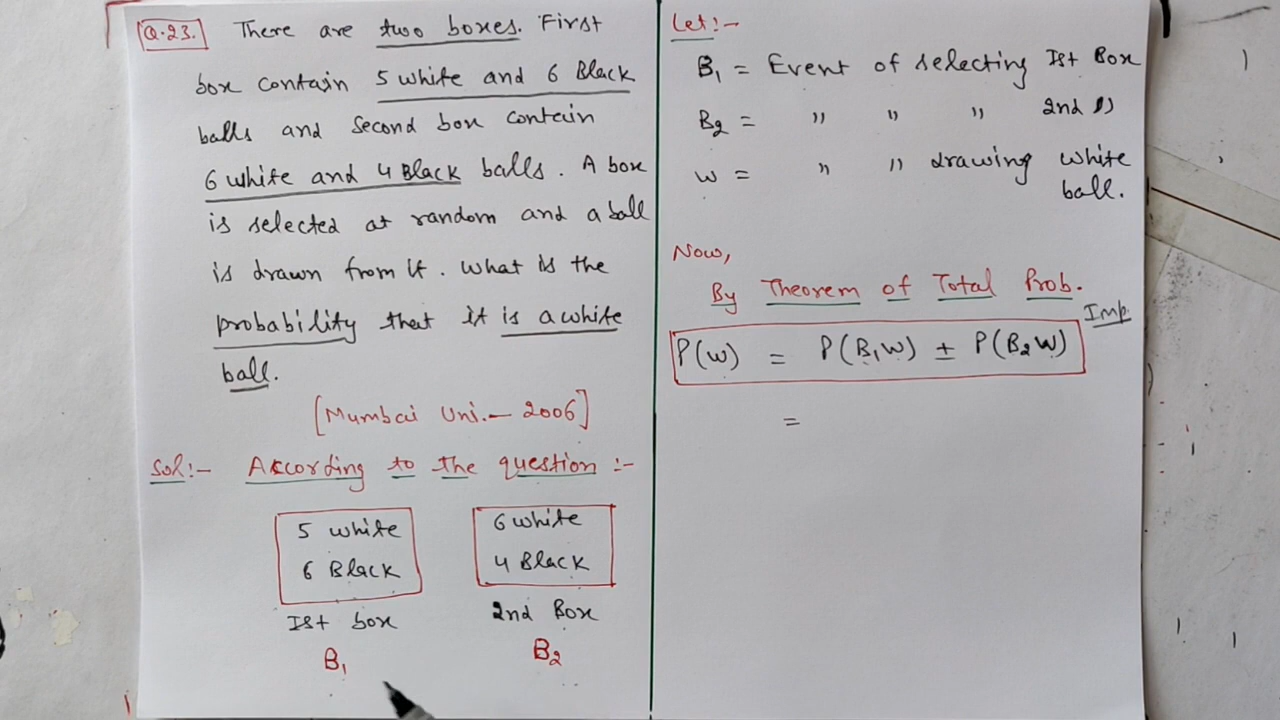 Q.23. There are two boxes. First
box contain 5 white and 6 Black
balls and second box contain
6 white and 4 Black balls. A box
is selected at random and a ball
is drawn from it. What is the
probability that it is a white
ball.
[Mumbai Uni.- 2006]
Sol:- According to the question :-
5 white
6 Black
Ist box
B₁
6 white
4 Black
2nd Box
B₂
Let:-
B₁ = Event of selecting Ist Box
B₂ = " " " 2nd "
W = " " drawing white
ball.
Now,
By Theorem of Total Prob.
Imp.
P(W) = P(B₁W) ± P(B₂W)
=